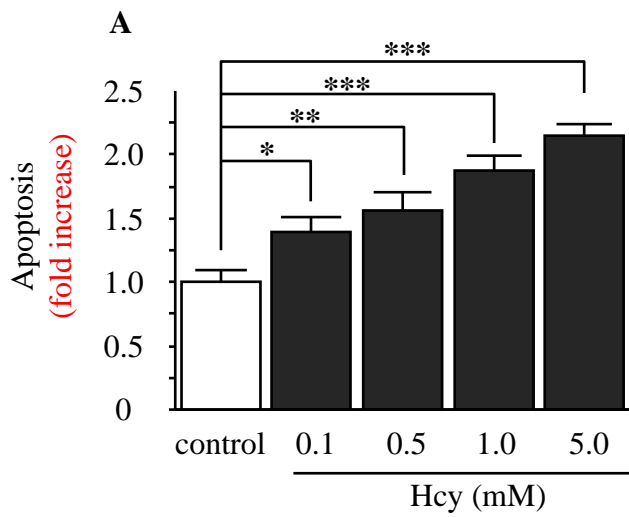 A
***
***
**
*
Apoptosis
(fold increase)
2.5
2.0
1.5
1.0
0.5
0
control 0.1 0.5 1.0 5.0
Hcy (mM)